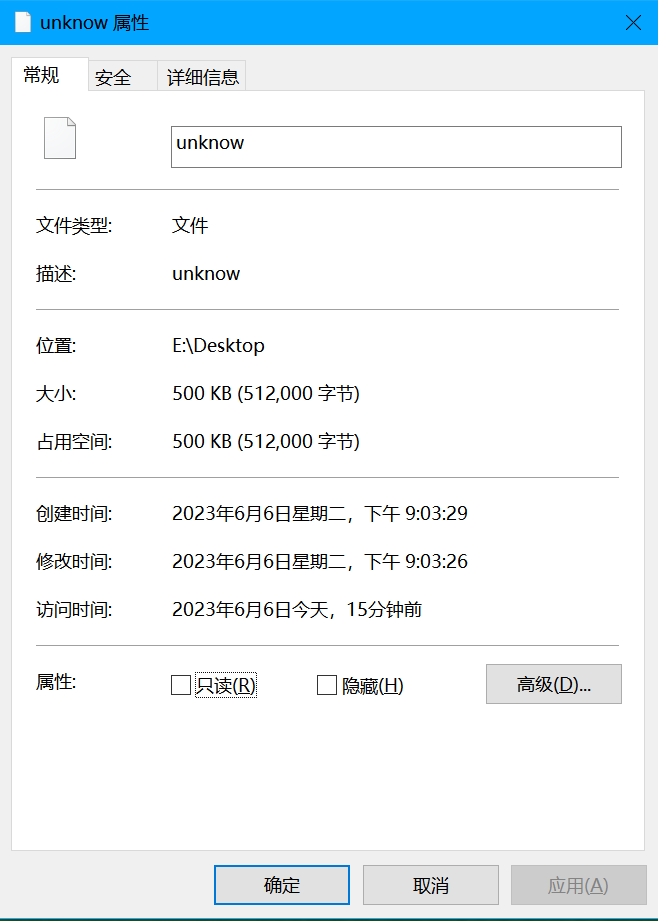 unknow 属性
常规 安全 详细信息
unknow
文件类型: 文件
描述: unknow
位置: E:\Desktop
大小: 500 KB (512,000 字节)
占用空间: 500 KB (512,000 字节)
创建时间: 2023年6月6日星期二，下午 9:03:29
修改时间: 2023年6月6日星期二，下午 9:03:26
访问时间: 2023年6月6日今天，15分钟前
属性: 只读(R) 隐藏(H) 高级(D)...
确定 取消 应用(A)